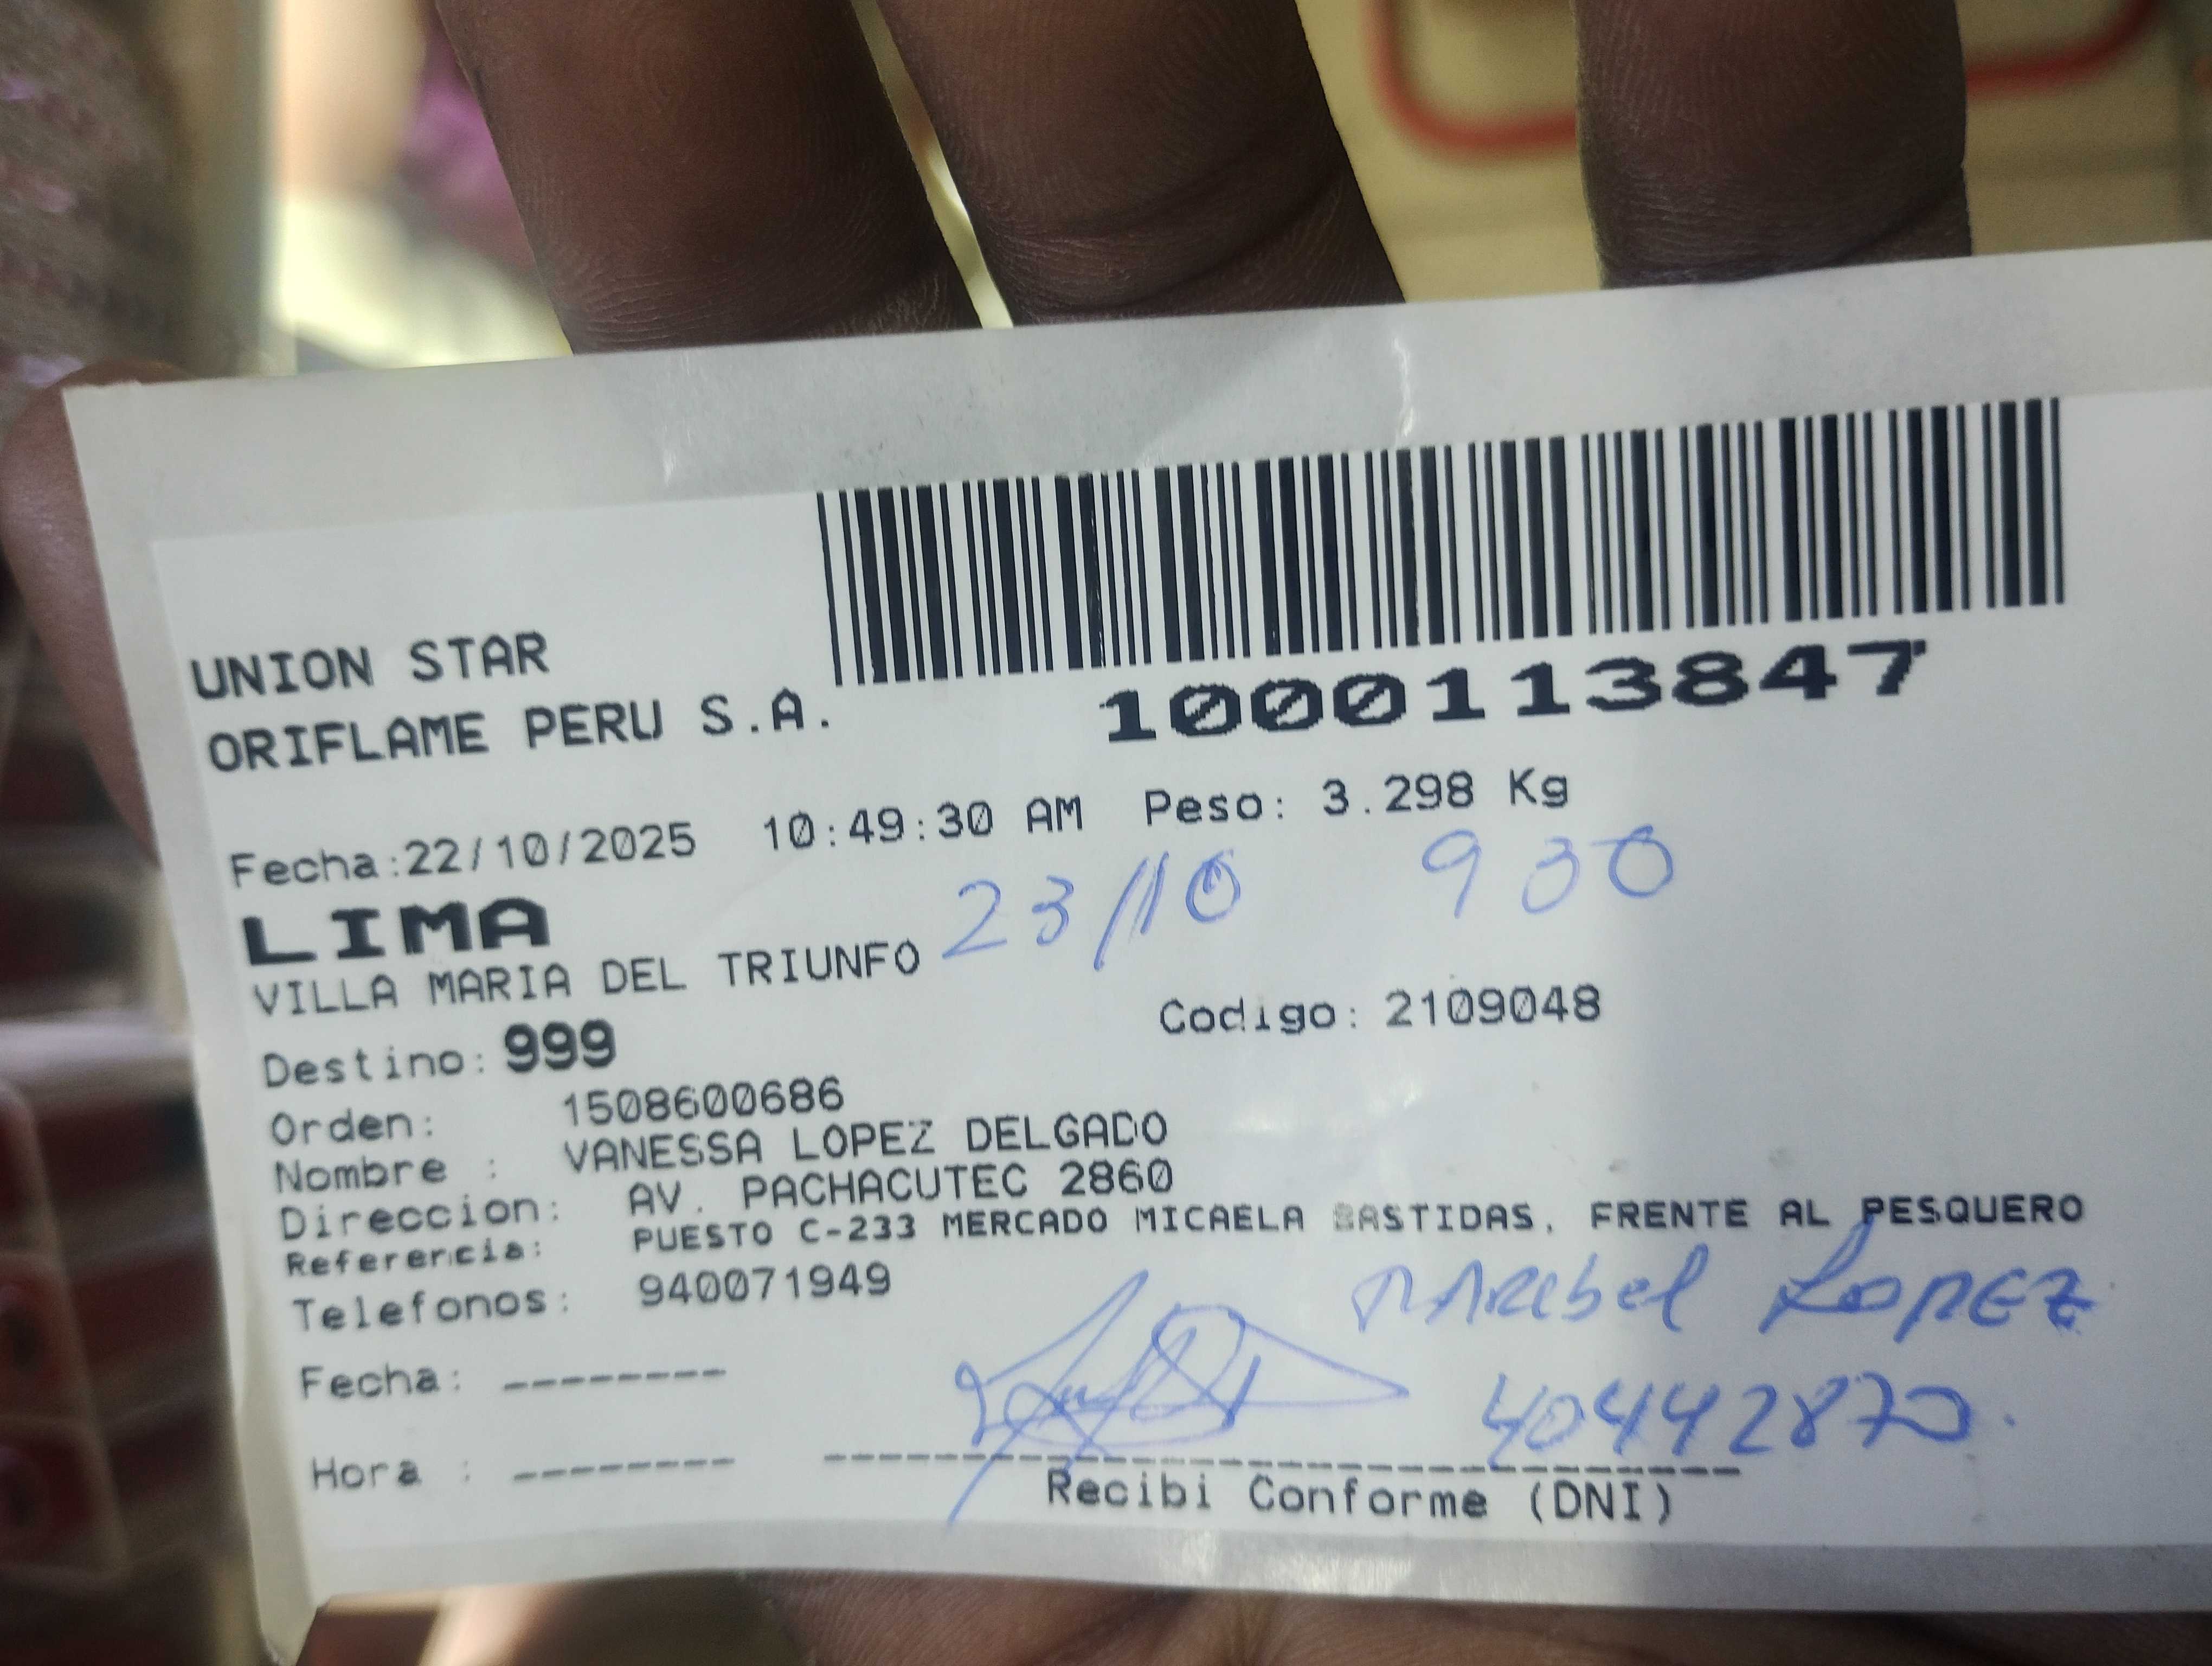 UNION STAR
ORIFLAME PERU S.A.
1000113847
Fecha:22/10/2025 10:49:30 AM Peso: 3.298 Kg
LIMA
23/10 930
VILLA MARIA DEL TRIUNFO
Destino: 999 Codigo: 2109048
Orden: 1508600686
Nombre : VANESSA LOPEZ DELGADO
Direccion: AV. PACHACUTEC 2860
Referencia: PUESTO C-233 MERCADO MICAELA BASTIDAS, FRENTE AL PESQUERO
Telefonos: 940071949
MARibel LOPEZ
Fecha: --------
40442870.
Hora : --------
Recibi Conforme (DNI)